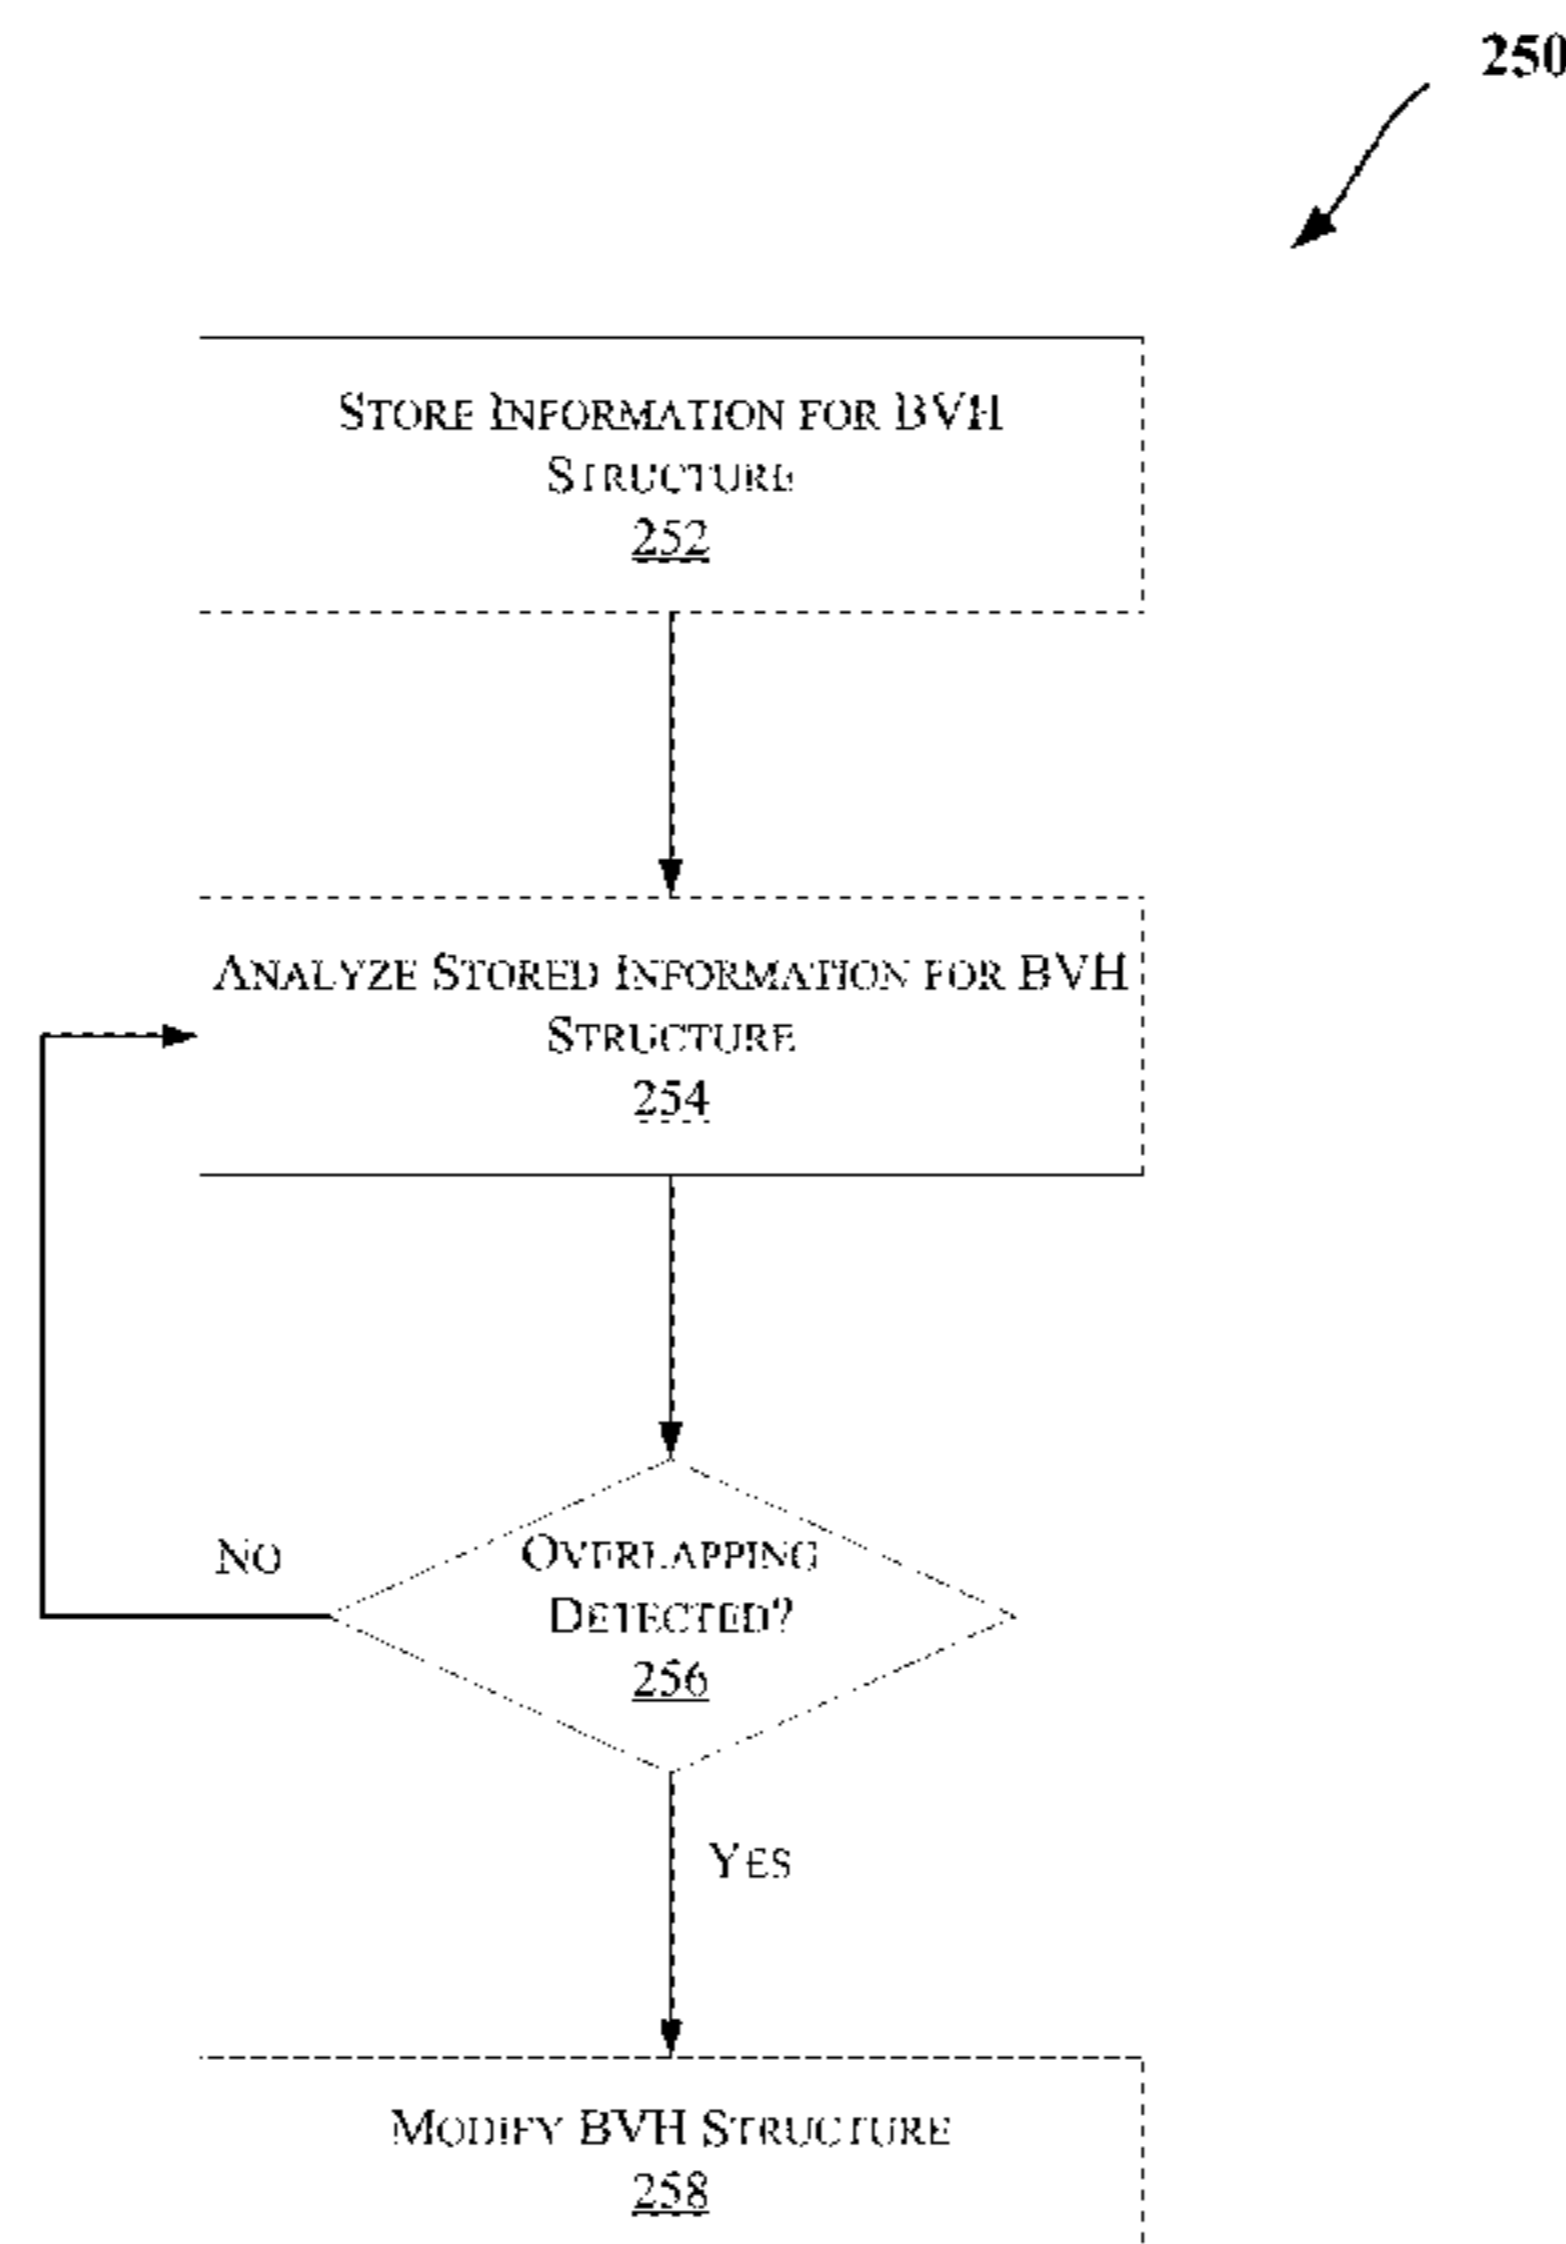 250
STORE INFORMATION FOR BVH
STRUCTURE
252
ANALYZE STORED INFORMATION FOR BVH
STRUCTURE
254
NO
OVERLAPPING
DETECTED?
256
YES
MODIFY BVH STRUCTURE
258